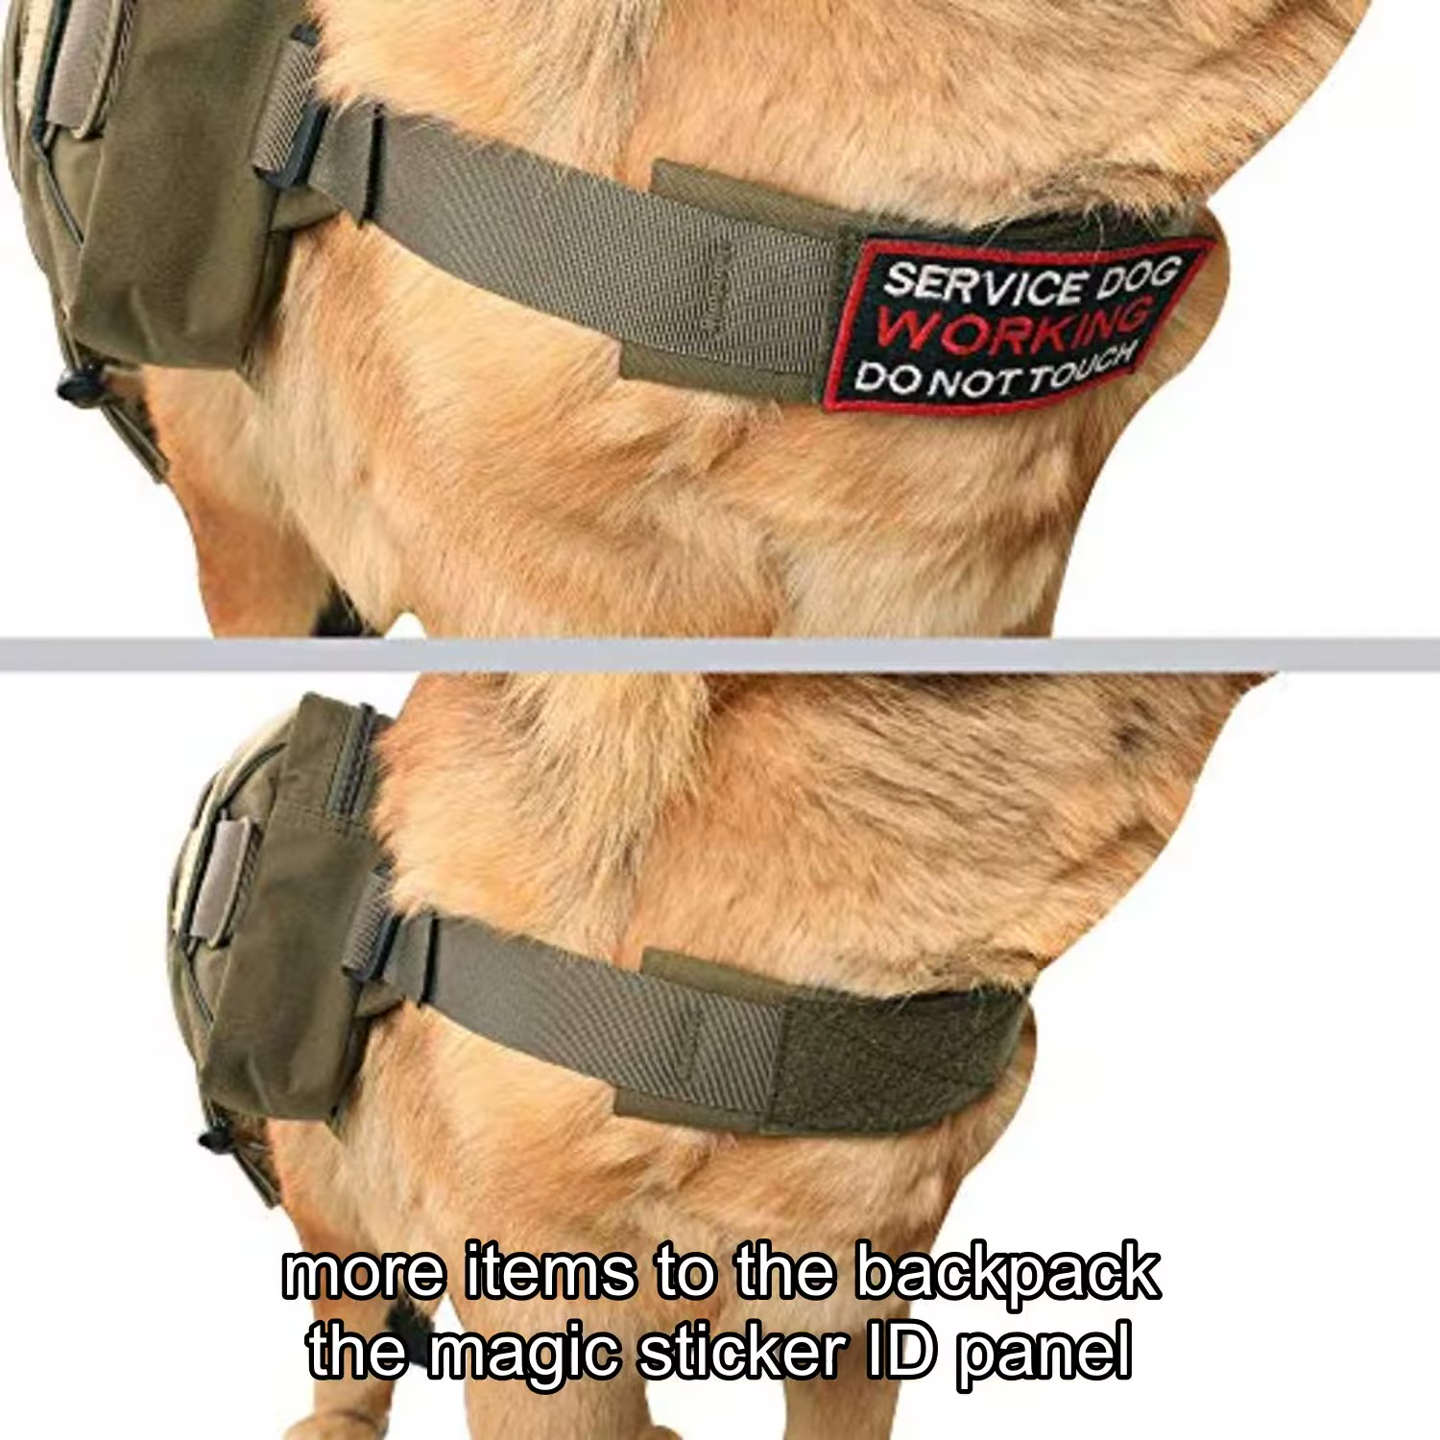 SERVICE DOG
WORKING
DO NOT TOUCH
more items to the backpack
the magic sticker ID panel